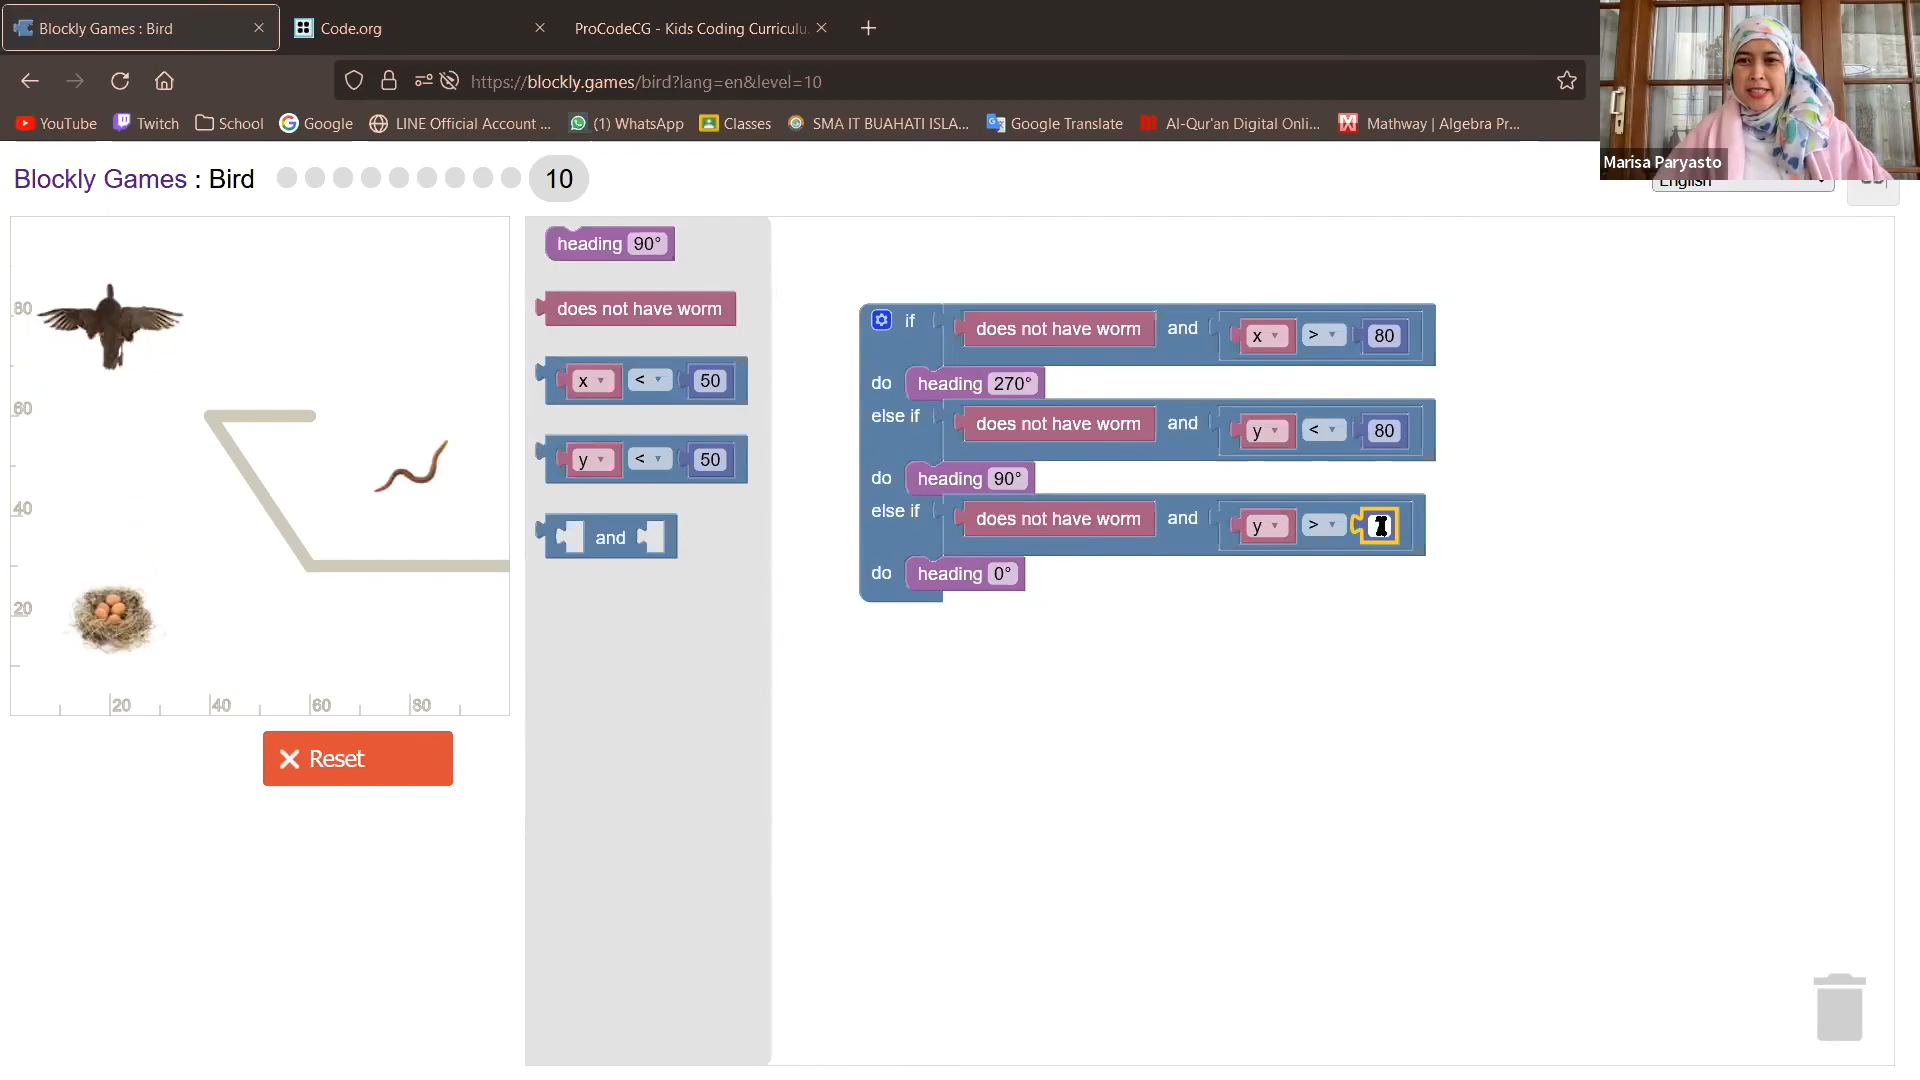 Blockly Games : Bird
Code.org
ProCodeCG - Kids Coding Curriculu
https://blockly.games/bird?lang=en&level=10
YouTube
Twitch
School
Google
LINE Official Account ...
(1) WhatsApp
Classes
SMA IT BUAHATI ISLA...
Google Translate
Al-Qur'an Digital Onli...
Mathway | Algebra Pr...
Marisa Paryasto
Blockly Games : Bird
10
English
80
60
40
20
20
40
60
80
Reset
heading 90°
does not have worm
x < 50
y < 50
and
if does not have worm and x > 80
do heading 270°
else if does not have worm and y < 80
do heading 90°
else if does not have worm and y >
do heading 0°